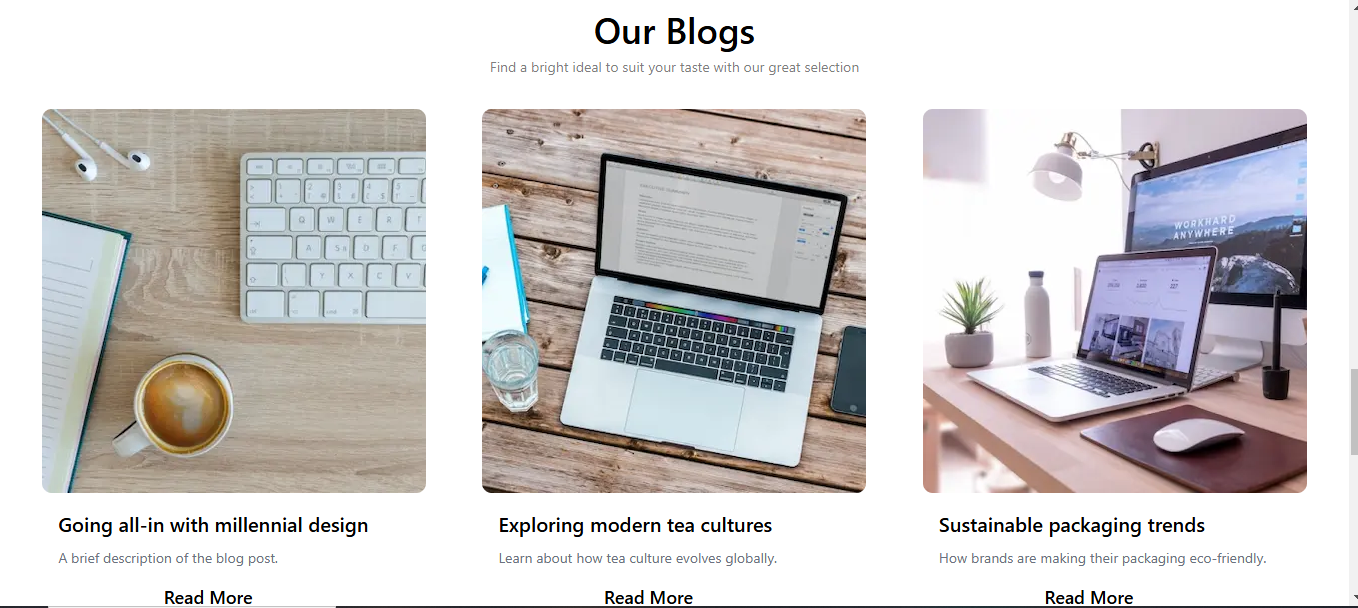 Our Blogs
Find a bright ideal to suit your taste with our great selection
WORKHARD
ANYWHERE
Going all-in with millennial design
Exploring modern tea cultures
Sustainable packaging trends
A brief description of the blog post.
Learn about how tea culture evolves globally.
How brands are making their packaging eco-friendly.
Read More
Read More
Read More